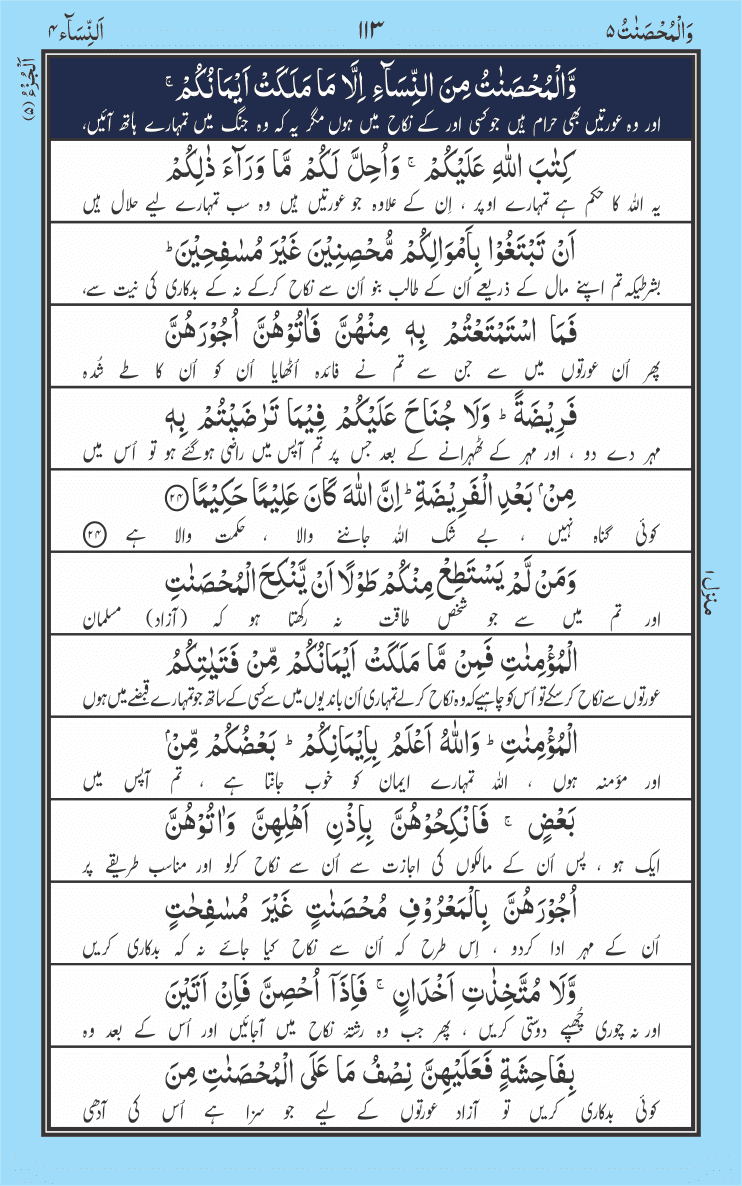 وَالْمُحْصَنٰتُ ۵ ۱۱۳ اَلنِّسَآء ۴
اَلْجُزْءُ (۵)
وَّالْمُحْصَنٰتُ مِنَ النِّسَآءِ اِلَّا مَا مَلَكَتْ اَيْمَانُكُمْ ۚ
اور وہ عورتیں بھی حرام ہیں جو کسی اور کے نکاح میں ہوں مگر یہ کہ وہ جنگ میں تمہارے ہاتھ آئیں،
كِتٰبَ اللهِ عَلَيْكُمْ ۚ وَاُحِلَّ لَكُمْ مَّا وَرَآءَ ذٰلِكُمْ
یہ اللہ کا حکم ہے تمہارے اوپر ، اِن کے علاوہ جو عورتیں ہیں وہ سب تمہارے لیے حلال ہیں
اَنْ تَبْتَغُوْا بِاَمْوَالِكُمْ مُّحْصِنِيْنَ غَيْرَ مُسٰفِحِيْنَ ؕ
بشرطیکہ تم اپنے مال کے ذریعے اُن کے طالب بنو اُن سے نکاح کرکے نہ کے بدکاری کی نیت سے،
فَمَا اسْتَمْتَعْتُمْ بِهٖ مِنْهُنَّ فَاٰتُوْهُنَّ اُجُوْرَهُنَّ
پھر اُن عورتوں میں سے جن سے تم نے فائدہ اُٹھایا اُن کو اُن کا طے شُدہ
فَرِيْضَةً ؕ وَلَا جُنَاحَ عَلَيْكُمْ فِيْمَا تَرٰضَيْتُمْ بِهٖ
مہر دے دو ، اور مہر کے ٹھہرانے کے بعد جس پر تم آپس میں راضی ہوگئے ہو تو اُس میں
مِنْۢ بَعْدِ الْفَرِيْضَةِ ؕ اِنَّ اللهَ كَانَ عَلِيْمًا حَكِيْمًا ۲۴
کوئی گناہ نہیں ، بے شک اللہ جاننے والا ، حکمت والا ہے ۲۴
وَمَنْ لَّمْ يَسْتَطِعْ مِنْكُمْ طَوْلًا اَنْ يَّنْكِحَ الْمُحْصَنٰتِ
اور تم میں سے جو شخص طاقت نہ رکھتا ہو کہ (آزاد) مسلمان
منزل ۱
الْمُؤْمِنٰتِ فَمِنْ مَّا مَلَكَتْ اَيْمَانُكُمْ مِّنْ فَتَيٰتِكُمُ
عورتوں سے نکاح کرسکے تو اُس کو چاہیے کہ وہ نکاح کرلے تمہاری اُن باندیوں میں سے کسی کے ساتھ جو تمہارے قبضے میں ہوں
الْمُؤْمِنٰتِ ؕ وَاللهُ اَعْلَمُ بِاِيْمَانِكُمْ ؕ بَعْضُكُمْ مِّنْۢ
اور مؤمنہ ہوں ، اللہ تمہارے ایمان کو خوب جانتا ہے ، تم آپس میں
بَعْضٍ ۚ فَانْكِحُوْهُنَّ بِاِذْنِ اَهْلِهِنَّ وَاٰتُوْهُنَّ
ایک ہو ، پس اُن کے مالکوں کی اجازت سے اُن سے نکاح کرلو اور مناسب طریقے پر
اُجُوْرَهُنَّ بِالْمَعْرُوْفِ مُحْصَنٰتٍ غَيْرَ مُسٰفِحٰتٍ
اُن کے مہر ادا کردو ، اِس طرح کہ اُن سے نکاح کیا جائے نہ کہ بدکاری کریں
وَّلَا مُتَّخِذٰتِ اَخْدَانٍ ۚ فَاِذَآ اُحْصِنَّ فَاِنْ اَتَيْنَ
اور نہ چوری چُھپے دوستی کریں ، پھر جب وہ رشتۂ نکاح میں آجائیں اور اُس کے بعد وہ
بِفَاحِشَةٍ فَعَلَيْهِنَّ نِصْفُ مَا عَلَى الْمُحْصَنٰتِ مِنَ
کوئی بدکاری کریں تو آزاد عورتوں کے لیے جو سزا ہے اُس کی آدھی